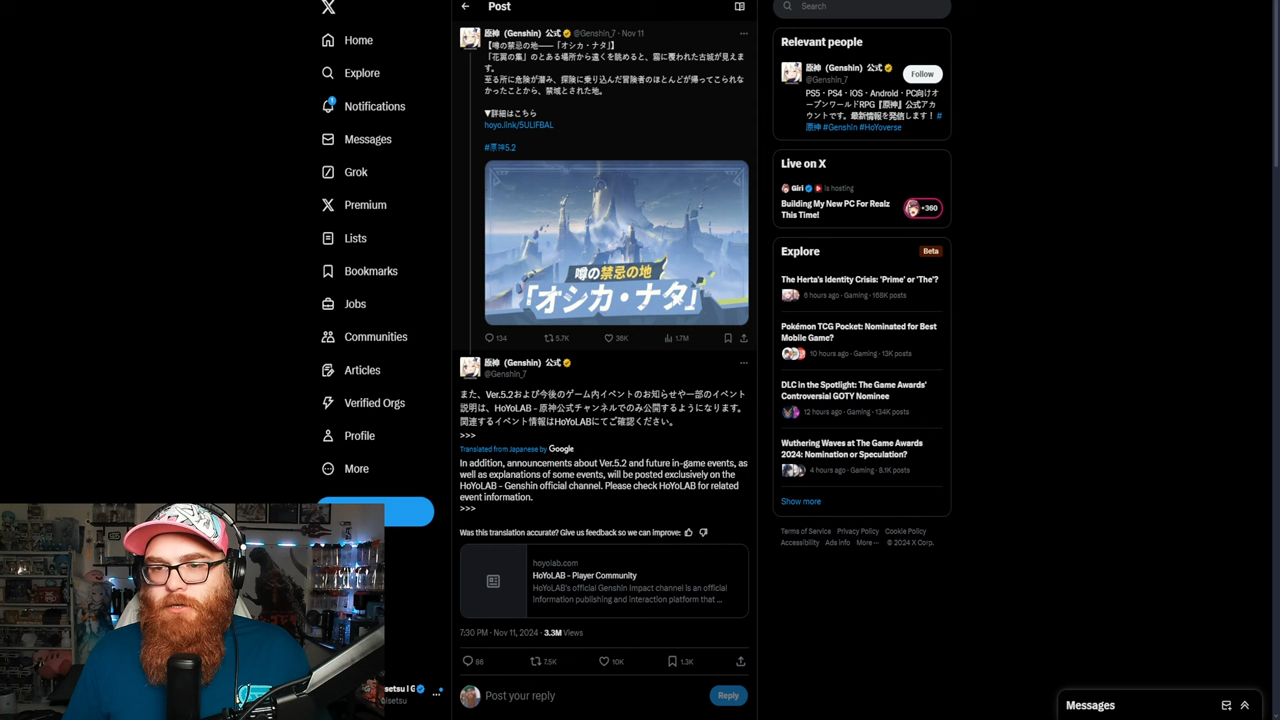 Post
Search
Home
Explore
Notifications
Messages
Grok
Premium
Lists
Bookmarks
Jobs
Communities
Articles
Verified Orgs
Profile
More
原神 (Genshin) 公式 @Genshin_7 · Nov 11
【噂の禁忌の地——「オシカ・ナタ」】
「花翼の集」のとある場所から遠くを眺めると、霧に覆われた古城が見えま
す。
至る所に危険が潜み、探険に乗り込んだ冒険者のほとんどが帰ってこられな
かったことから、禁域とされた地。
▼詳細はこちら
hoyo.link/5ULIFBAL
#原神5.2
噂の禁忌の地
「オシカ・ナタ」
134 5.7K 36K 1.7M
原神 (Genshin) 公式
@Genshin_7
また、Ver.5.2および今後のゲーム内イベントのお知らせや一部のイベント
説明は、HoYoLAB - 原神公式チャンネルでのみ公開するようになります。
関連するイベント情報はHoYoLABにてご確認ください。
>>>
Translated from Japanese by Google
In addition, announcements about Ver.5.2 and future in-game events, as
well as explanations of some events, will be posted exclusively on the
HoYoLAB - Genshin official channel. Please check HoYoLAB for related
event information.
>>>
Was this translation accurate? Give us feedback so we can improve:
hoyolab.com
HoYoLAB - Player Community
HoYoLAB's official Genshin Impact channel is an official
information publishing and interaction platform that ...
7:30 PM · Nov 11, 2024 · 3.3M Views
86 7.5K 10K 1.3K
Post your reply
Reply
Relevant people
原神 (Genshin) 公式
@Genshin_7
Follow
PS5・PS4・iOS・Android・PC向けオ
ープンワールドRPG『原神』公式アカ
ウントです。最新情報を発信します！ #
原神 #Genshin #HoYoverse
Live on X
Giri is hosting
Building My New PC For Realz
This Time!
+360
Explore
Beta
The Herta's Identity Crisis: 'Prime' or 'The'?
6 hours ago · Gaming · 168K posts
Pokémon TCG Pocket: Nominated for Best
Mobile Game?
10 hours ago · Gaming · 13K posts
DLC in the Spotlight: The Game Awards'
Controversial GOTY Nominee
12 hours ago · Gaming · 134K posts
Wuthering Waves at The Game Awards
2024: Nomination or Speculation?
4 hours ago · Gaming · 8.1K posts
Show more
Terms of Service Privacy Policy Cookie Policy
Accessibility Ads info More ··· © 2024 X Corp.
Messages